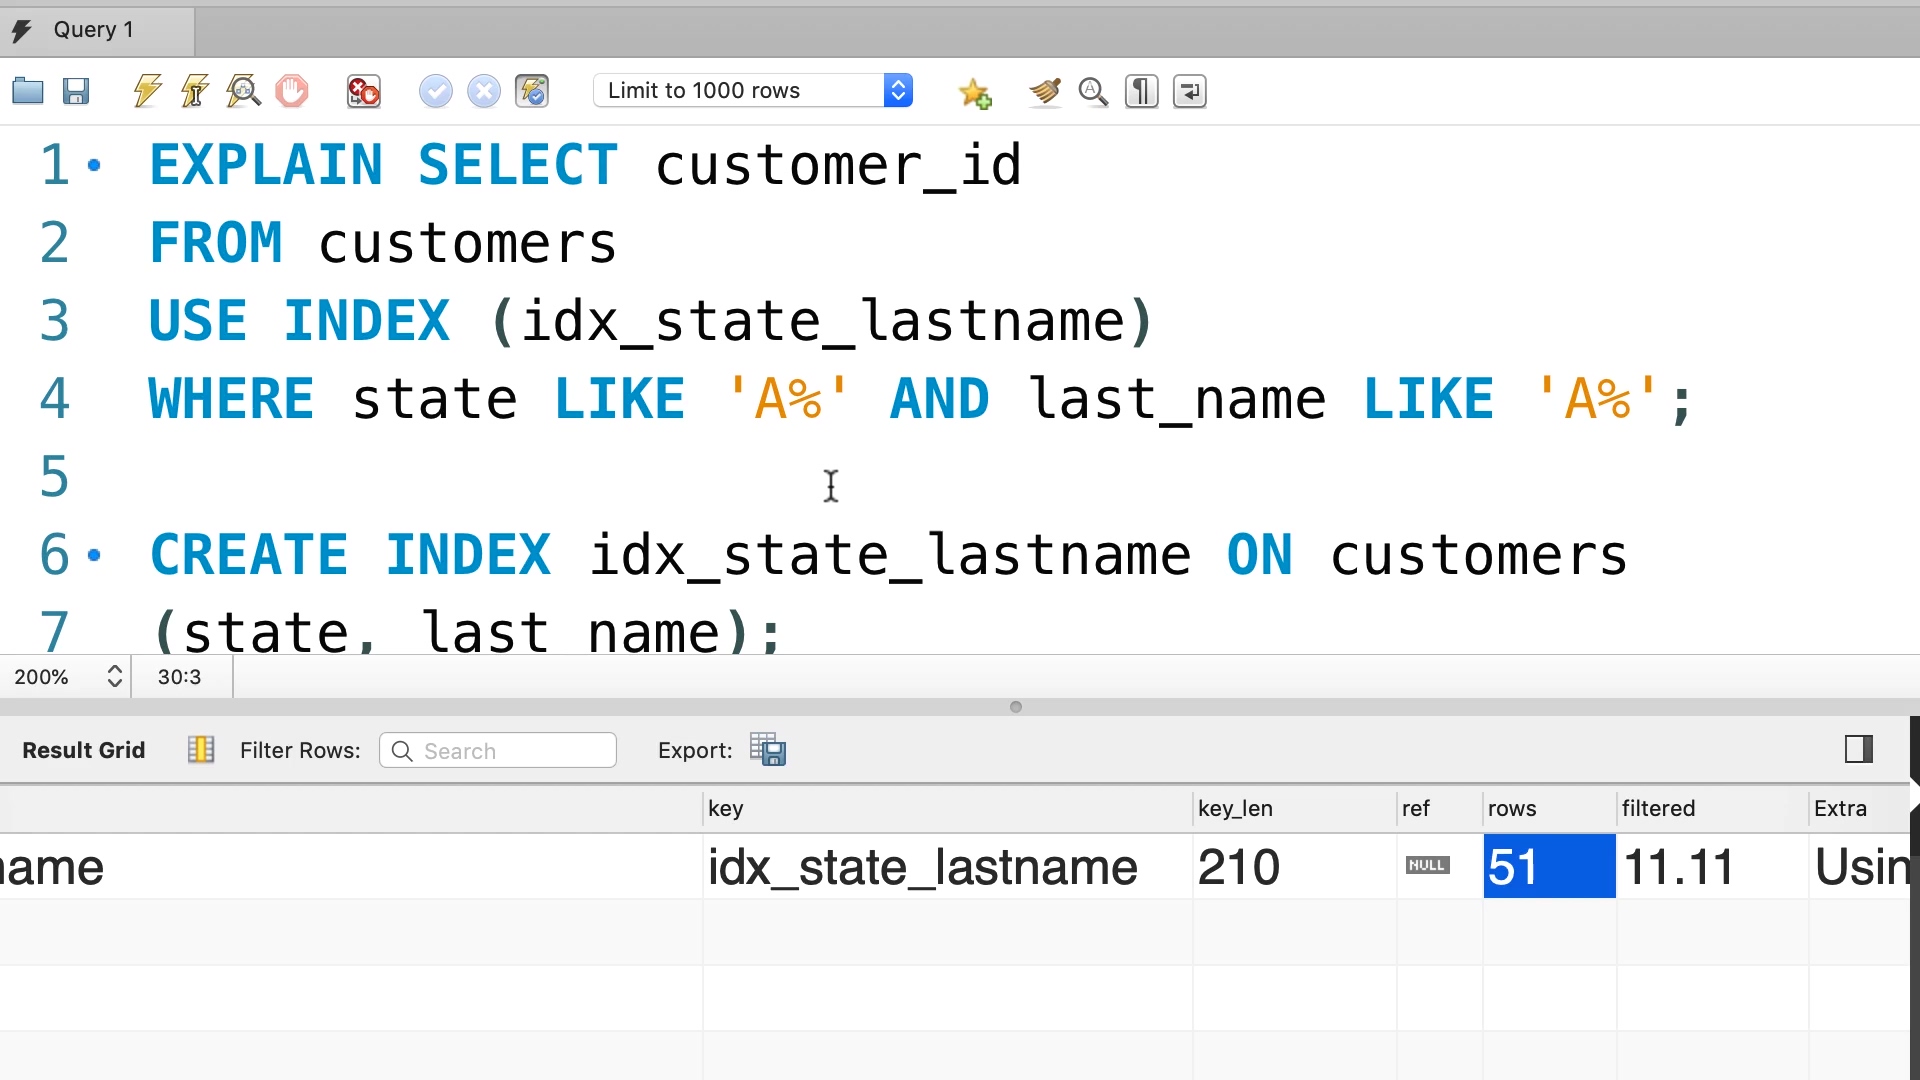 Query 1
Limit to 1000 rows
1 EXPLAIN SELECT customer_id
2 FROM customers
3 USE INDEX (idx_state_lastname)
4 WHERE state LIKE 'A%' AND last_name LIKE 'A%';
5
6 CREATE INDEX idx_state_lastname ON customers
7 (state, last_name);
200% 30:3
Result Grid Filter Rows: Search Export:
key key_len ref rows filtered Extra
name idx_state_lastname 210 NULL 51 11.11 Usin